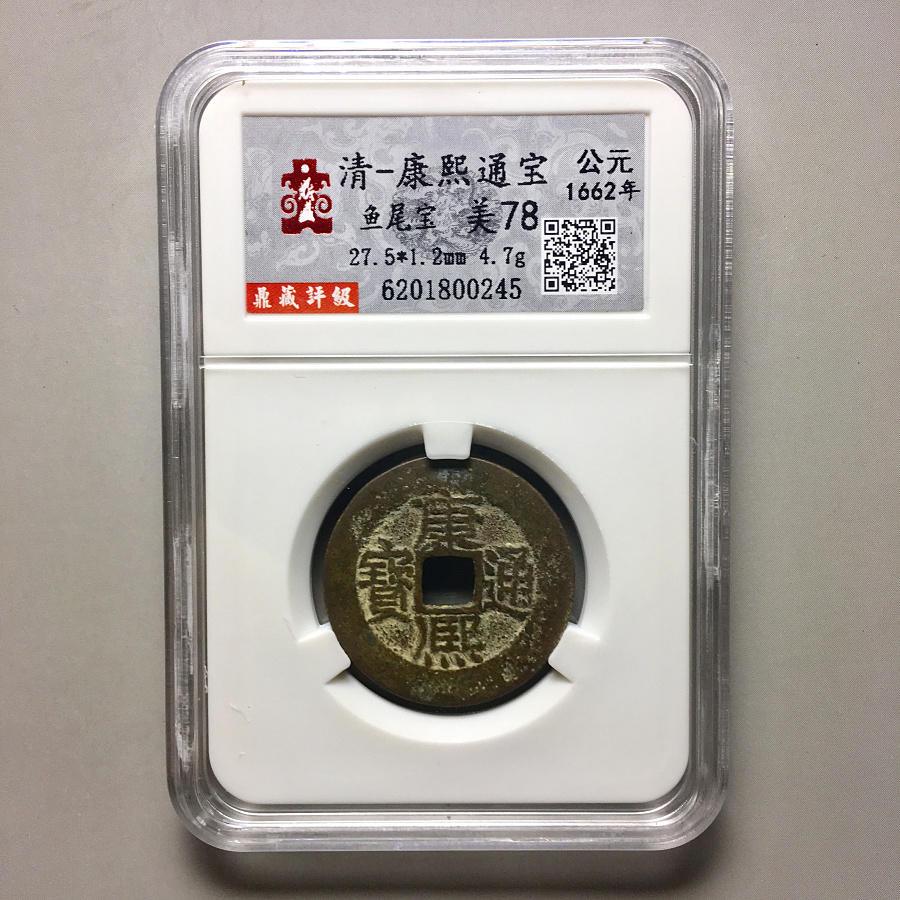 清-康熙通宝
公元
1662年
鱼尾宝 美78
27.5*1.2mm 4.7g
鼎藏評級 6201800245
康熙通寶